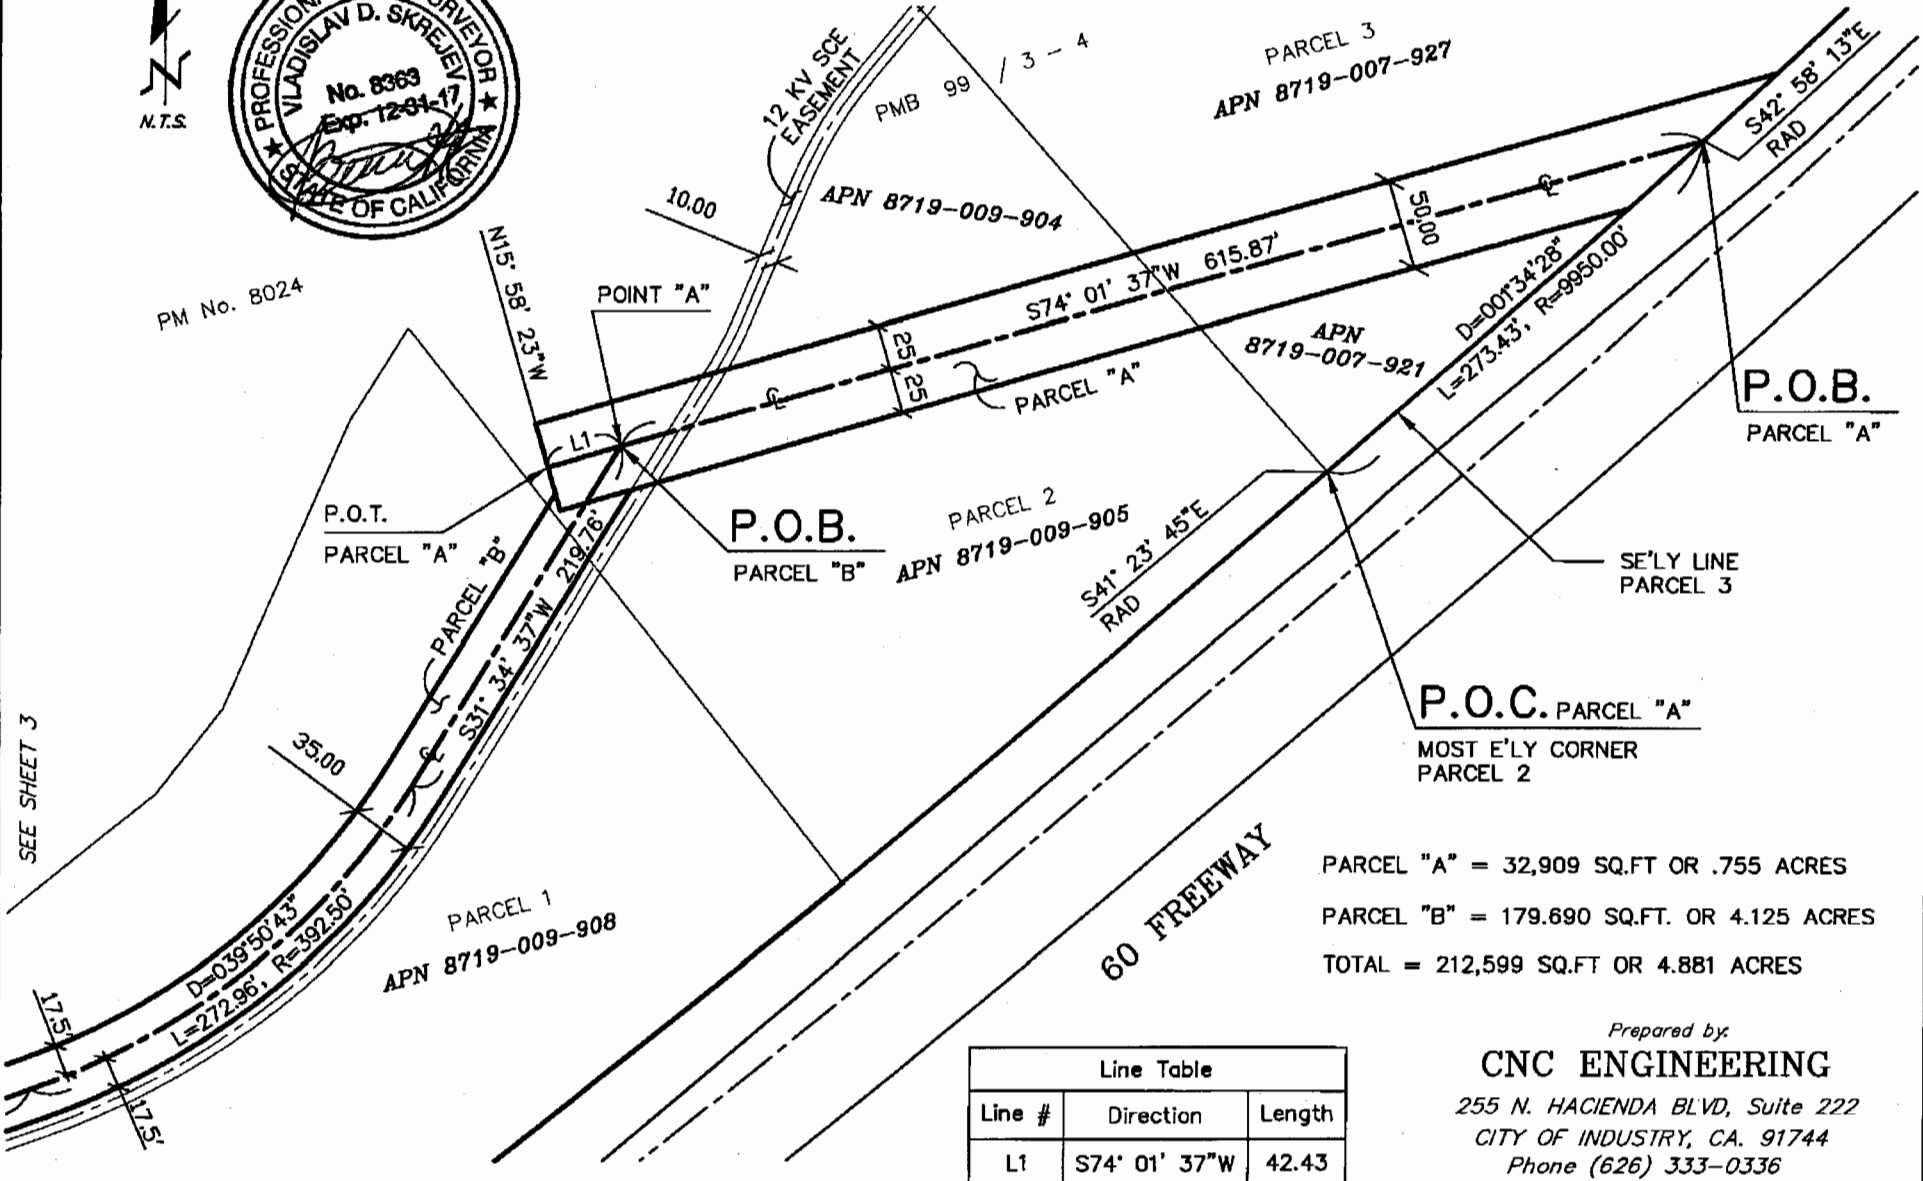 N.T.S.
PROFESSIONAL
SURVEYOR
VLADISLAV D. SKREJEV
No. 8363
Exp. 12-31-17
STATE OF CALIFORNIA
12 KV SCE
EASEMENT
PMB 99 / 3 - 4
PARCEL 3
APN 8719-007-927
S42° 58' 13"E
RAD
10.00
APN 8719-009-904
50.00
N15° 58' 23"W
POINT "A"
PM No. 8024
S74° 01' 37"W 615.87'
25
25
PARCEL "A"
APN
8719-007-921
D=001°34'28"
L=273.43', R=9950.00'
P.O.B.
PARCEL "A"
L1
P.O.T.
PARCEL "A"
P.O.B.
PARCEL "B"
PARCEL 2
APN 8719-009-905
S41° 23' 45"E
RAD
SE'LY LINE
PARCEL 3
PARCEL "B"
S31° 34' 37"W 219.76'
P.O.C. PARCEL "A"
MOST E'LY CORNER
PARCEL 2
35.00
SEE SHEET 3
PARCEL 1
APN 8719-009-908
D=039°50'43"
L=272.96', R=392.50'
17.5'
17.5'
60 FREEWAY
PARCEL "A" = 32,909 SQ.FT OR .755 ACRES
PARCEL "B" = 179.690 SQ.FT. OR 4.125 ACRES
TOTAL = 212,599 SQ.FT OR 4.881 ACRES
Line Table
Line # Direction Length
L1 S74° 01' 37"W 42.43
Prepared by:
CNC ENGINEERING
255 N. HACIENDA BLVD, Suite 222
CITY OF INDUSTRY, CA. 91744
Phone (626) 333-0336